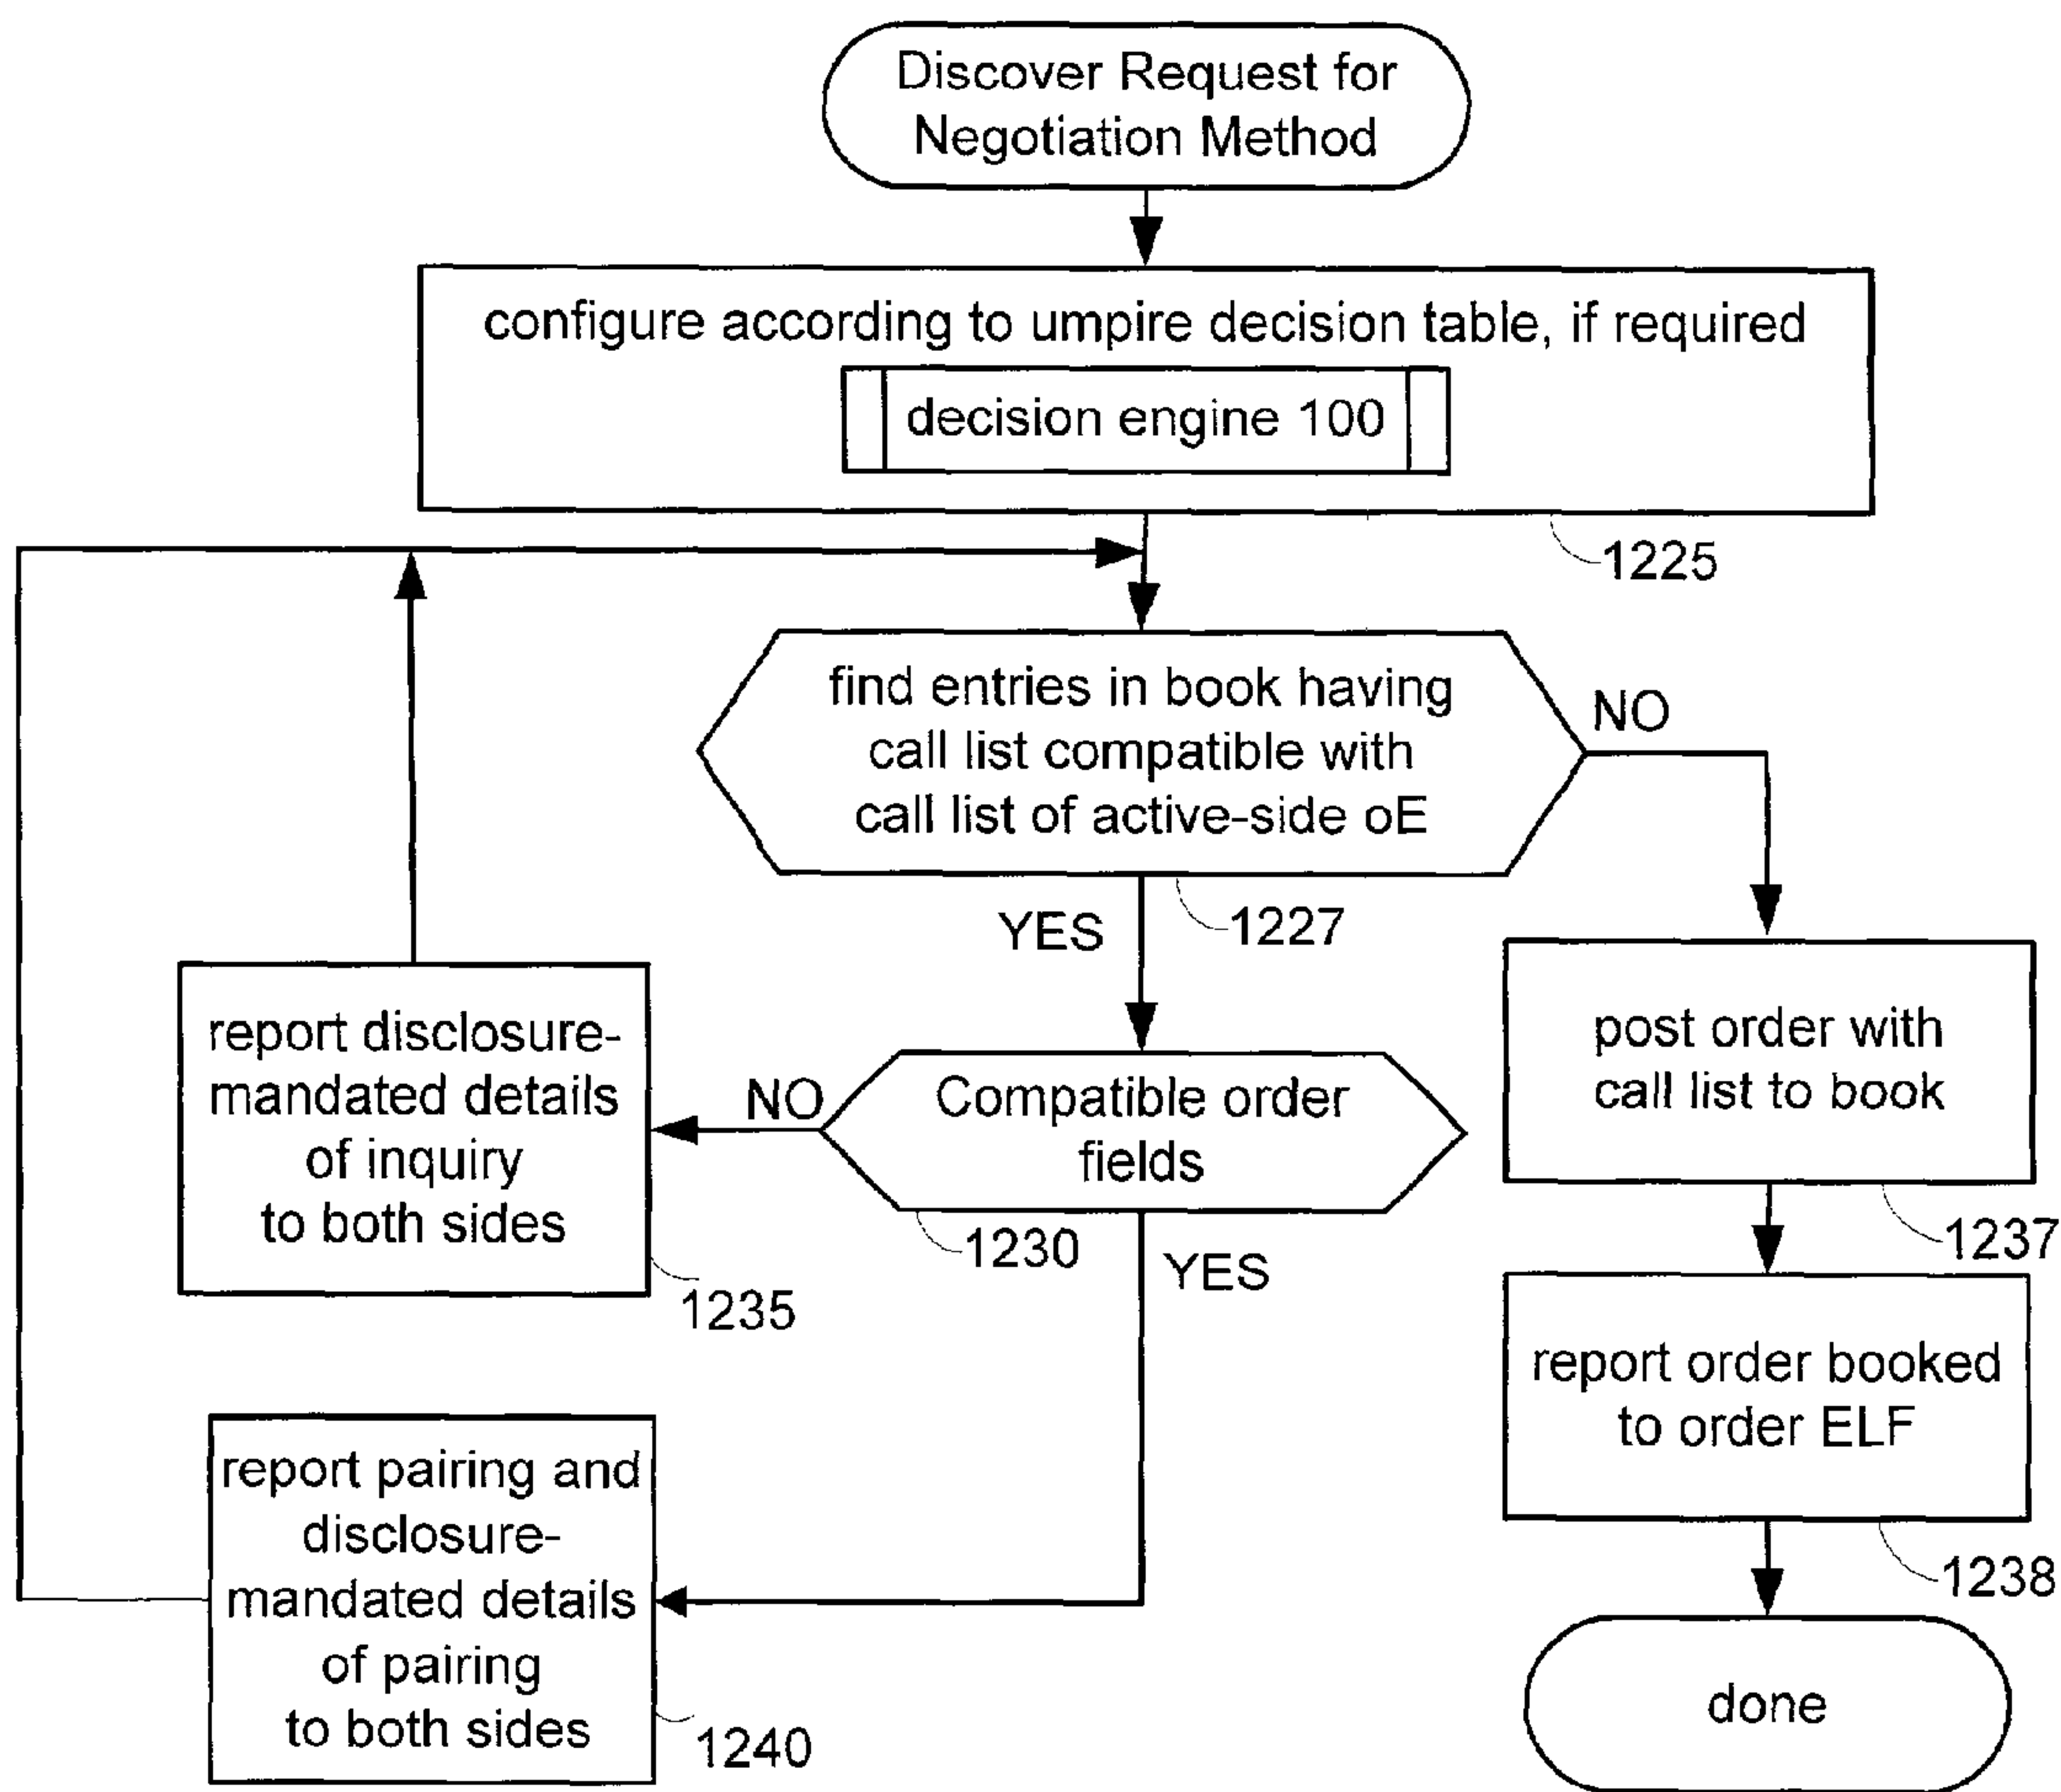 Discover Request for
Negotiation Method
configure according to umpire decision table, if required
decision engine 100
1225
find entries in book having
call list compatible with
call list of active-side oE
NO
YES
1227
post order with
call list to book
1237
report disclosure-
mandated details
of inquiry
to both sides
1235
NO
Compatible order
fields
1230
YES
report order booked
to order ELF
1238
report pairing and
disclosure-
mandated details
of pairing
to both sides
1240
done